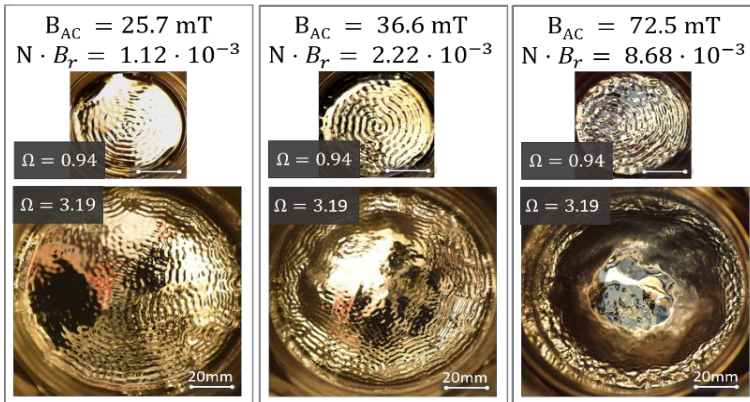 B_AC = 25.7 mT
N · B_r = 1.12 · 10⁻³
Ω = 0.94
Ω = 3.19
20mm
B_AC = 36.6 mT
N · B_r = 2.22 · 10⁻³
Ω = 0.94
Ω = 3.19
20mm
B_AC = 72.5 mT
N · B_r = 8.68 · 10⁻³
Ω = 0.94
Ω = 3.19
20mm